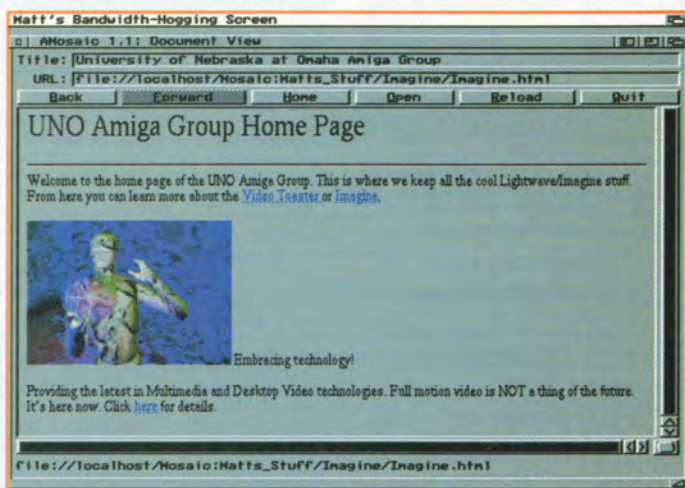 Matt's Bandwidth-Hogging Screen
AMosaic 1.1: Document View
Title: University of Nebraska at Omaha Amiga Group
URL: file://localhost/Mosaic:Matts_Stuff/Imagine/Imagine.html
Back Forward Home Open Reload Quit
UNO Amiga Group Home Page
Welcome to the home page of the UNO Amiga Group. This is where we keep all the cool Lightwave/Imagine stuff.
From here you can learn more about the Video Toaster or Imagine.
Embracing technology!
Providing the latest in Multimedia and Desktop Video technologies. Full motion video is NOT a thing of the future.
It's here now. Click here for details.
file://localhost/Mosaic:Matts_Stuff/Imagine/Imagine.html